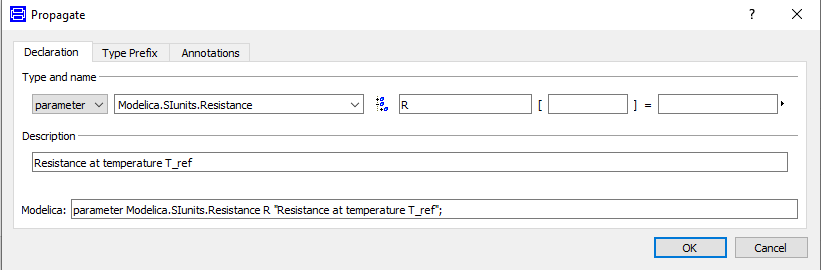 Propagate
? ×
Declaration Type Prefix Annotations
Type and name
parameter Modelica.SIunits.Resistance R [ ] =
Description
Resistance at temperature T_ref
Modelica: parameter Modelica.SIunits.Resistance R "Resistance at temperature T_ref";
OK Cancel